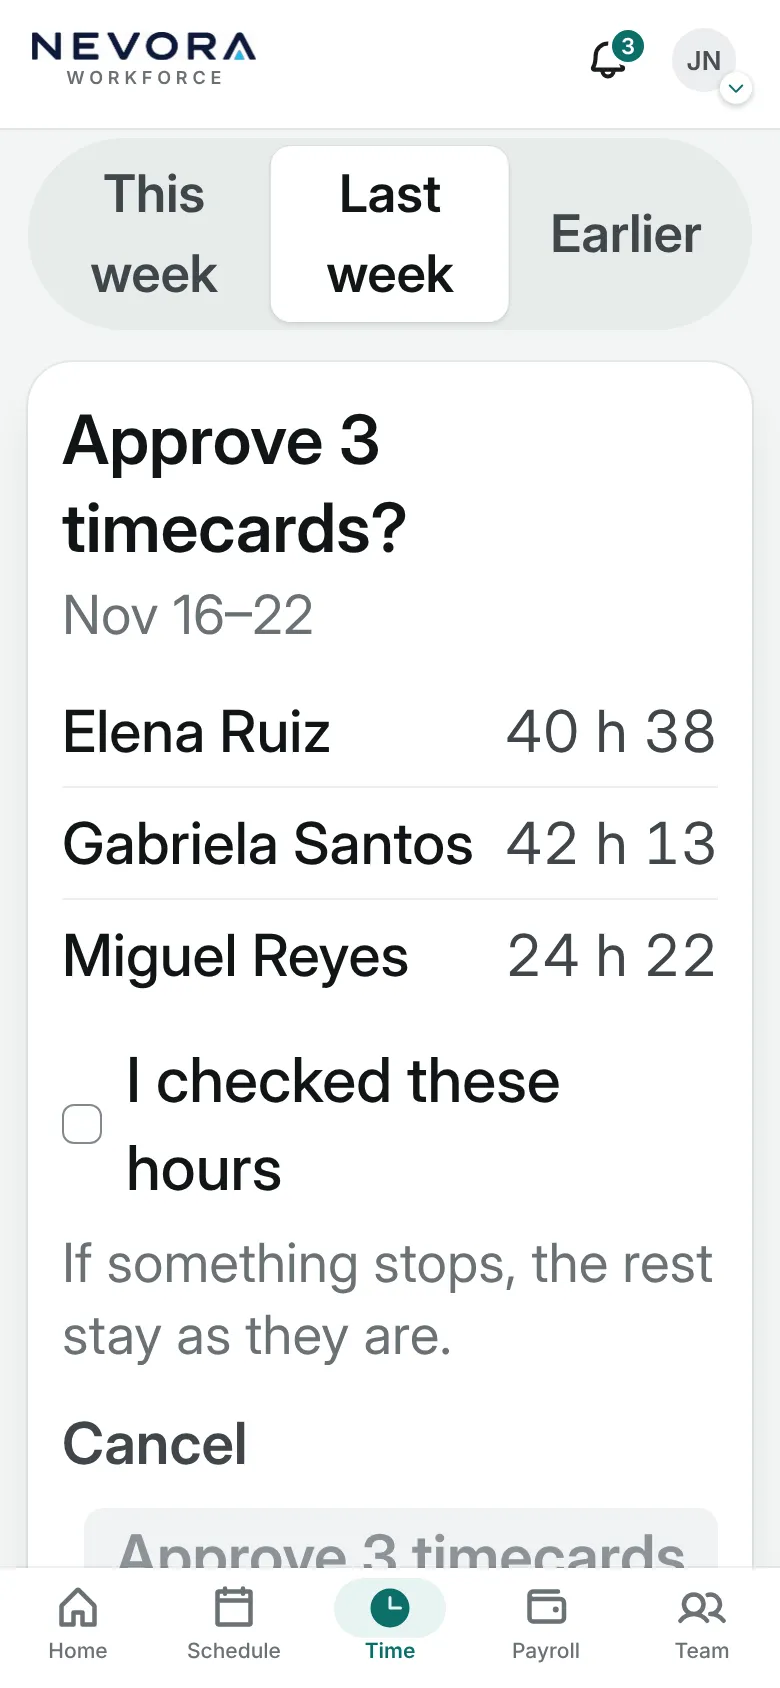 NEVORA
WORKFORCE
3
JN
This week
Last week
Earlier
Approve 3
timecards?
Nov 16–22
Elena Ruiz 40 h 38
Gabriela Santos 42 h 13
Miguel Reyes 24 h 22
I checked these
hours
If something stops, the rest
stay as they are.
Cancel
Approve 3 timecards
Home
Schedule
Time
Payroll
Team